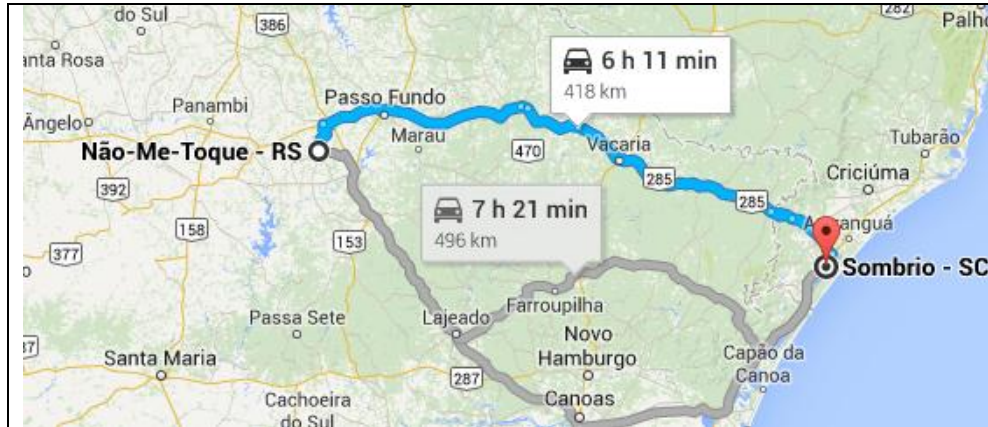 do Sul
386
282
Palho
anta Rosa
6 h 11 min
418 km
Panambi
Passo Fundo
Ângelo
Marau
Tubarão
Não-Me-Toque - RS
470
Vacaria
285
Criciúma
392
7 h 21 min
496 km
285
158
153
377
Sombrio - SC
Farroupilha
Passa Sete
Lajeado
Novo
Hamburgo
Santa Maria
287
Capão da
Canoa
Cachoeira
do Sul
Canoas